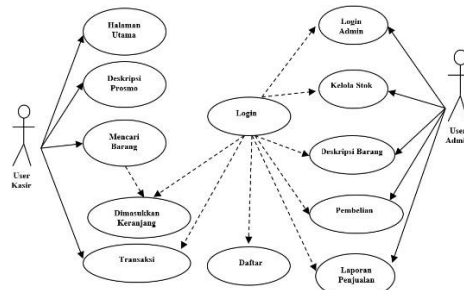 Halaman
Utama
Deskripsi
Prosmo
Mencari
Barang
User
Kasir
Dimasukkan
Keranjang
Transaksi
Login
Daftar
Login
Admin
Kelola Stok
Deskripsi Barang
Pembelian
Laporan
Penjualan
User
Admin